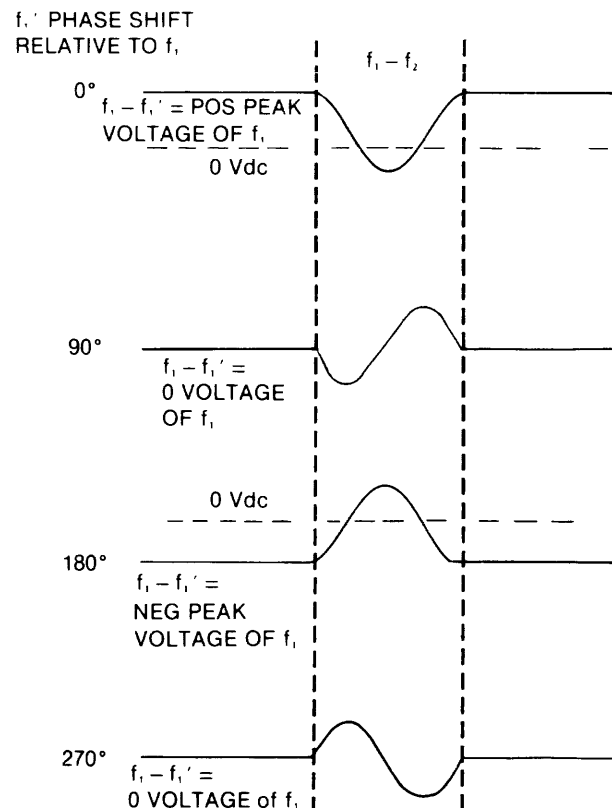 f₁′ PHASE SHIFT
RELATIVE TO f₁
f₁ – f₂
0°
f₁ – f₁′ = POS PEAK
VOLTAGE OF f₁
0 Vdc
90°
f₁ – f₁′ =
0 VOLTAGE
OF f₁
0 Vdc
180°
f₁ – f₁′ =
NEG PEAK
VOLTAGE OF f₁
270°
f₁ – f₁′ =
0 VOLTAGE of f₁